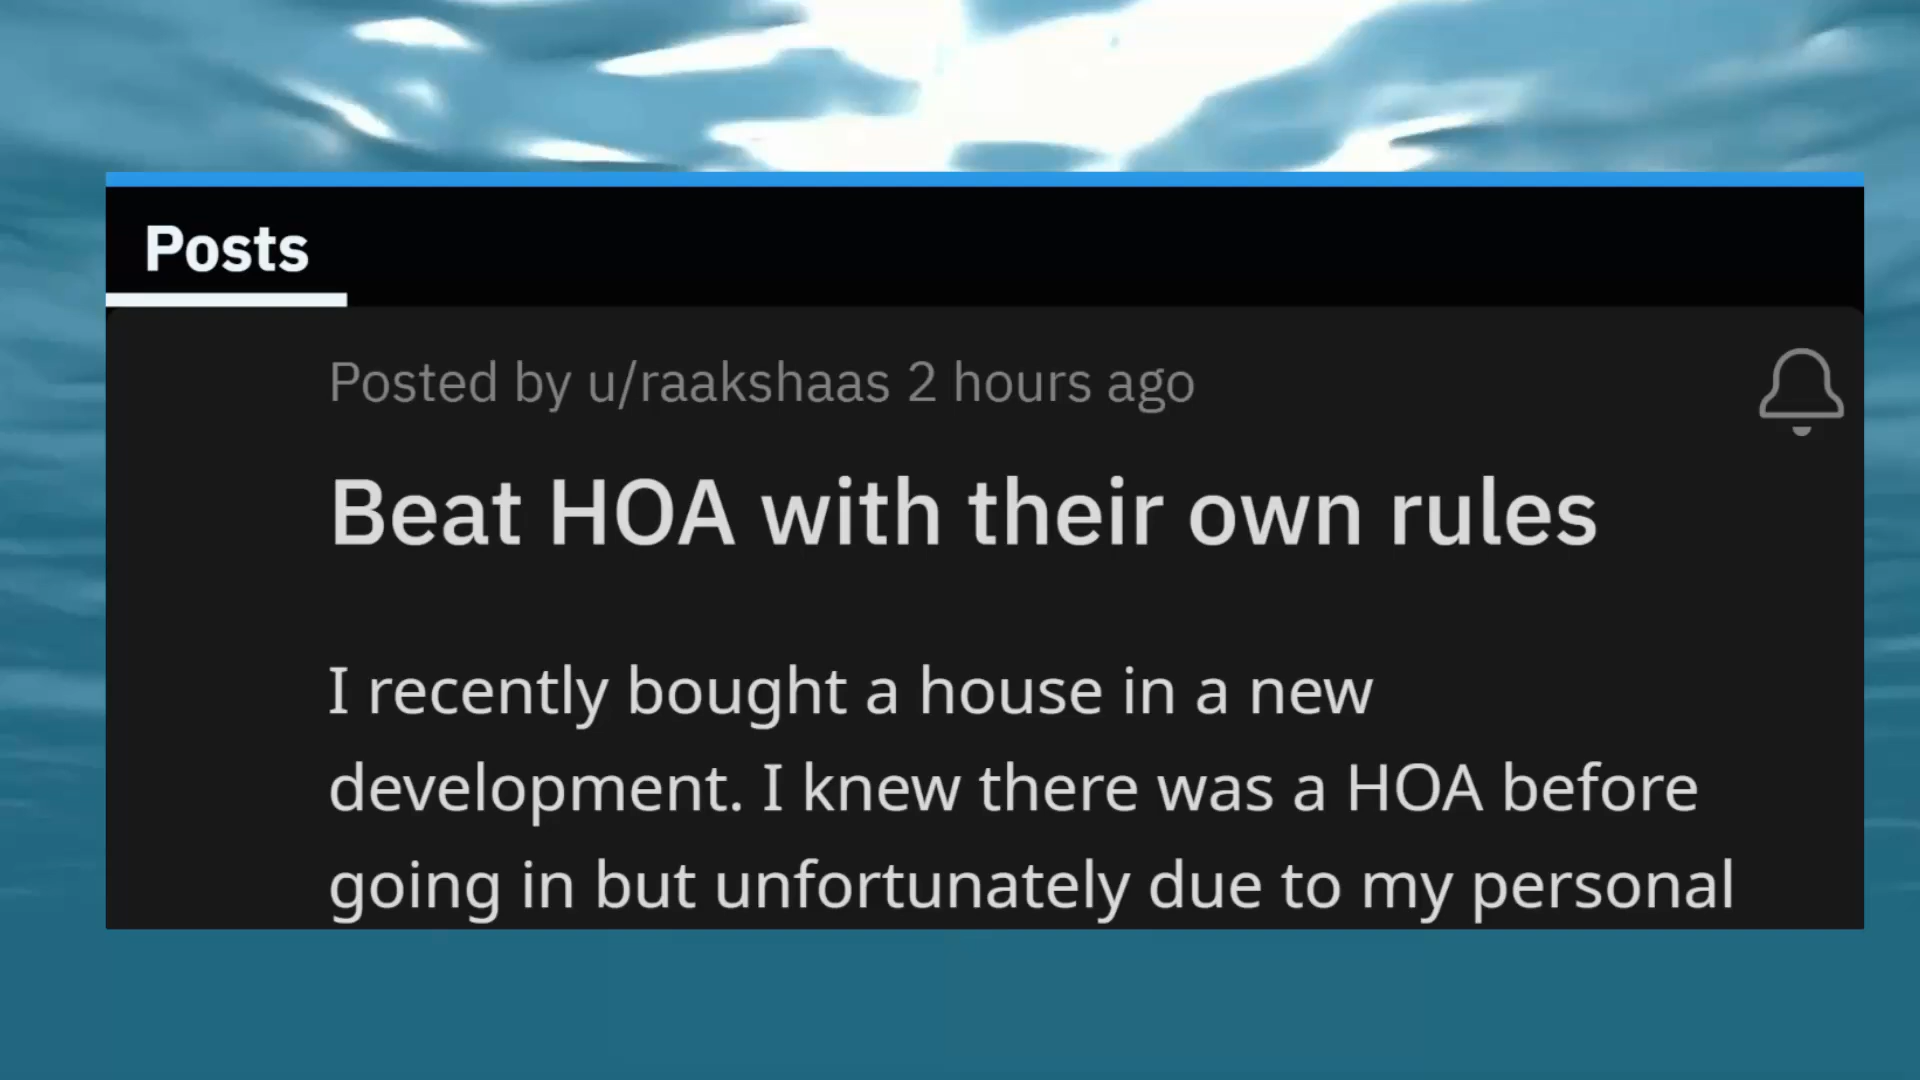 Posts
Posted by u/raakshaas 2 hours ago
Beat HOA with their own rules
I recently bought a house in a new
development. I knew there was a HOA before
going in but unfortunately due to my personal